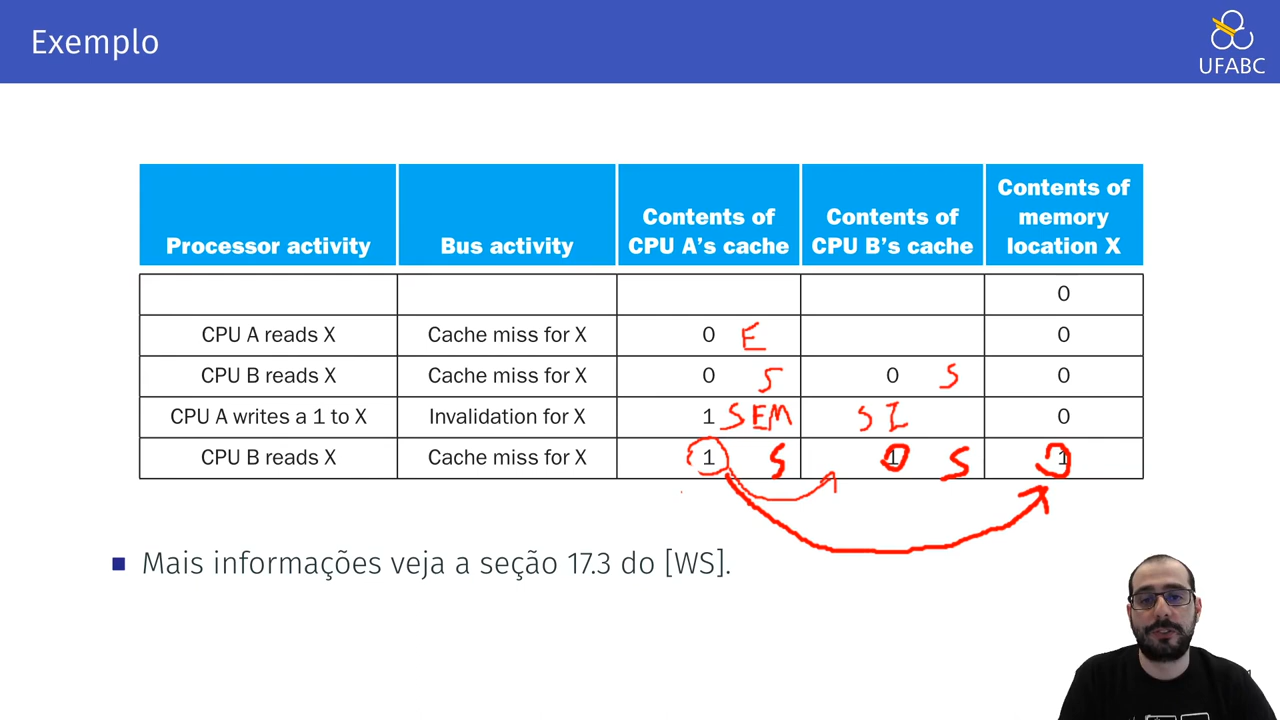 Exemplo
UFABC
Processor activity Bus activity Contents of CPU A's cache Contents of CPU B's cache Contents of memory location X
0
CPU A reads X Cache miss for X 0 E 0
CPU B reads X Cache miss for X 0 S 0 S 0
CPU A writes a 1 to X Invalidation for X 1 SEM SI 0
CPU B reads X Cache miss for X 1 S 1 S 1
Mais informações veja a seção 17.3 do [WS].